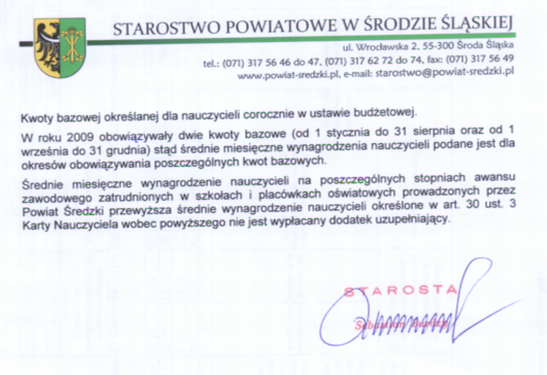 STAROSTWO POWIATOWE W ŚRODZIE ŚLĄSKIEJ
ul. Wrocławska 2, 55-300 Środa Śląska
tel.: (071) 317 56 46 do 47, (071) 317 62 72 do 74, fax: (071) 317 56 49
www.powiat-sredzki.pl, e-mail: starostwo@powiat-sredzki.pl
Kwoty bazowej określanej dla nauczycieli corocznie w ustawie budżetowej.
W roku 2009 obowiązywały dwie kwoty bazowe (od 1 stycznia do 31 sierpnia oraz od 1
września do 31 grudnia) stąd średnie miesięczne wynagrodzenia nauczycieli podane jest dla
okresów obowiązywania poszczególnych kwot bazowych.
Średnie miesięczne wynagrodzenie nauczycieli na poszczególnych stopniach awansu
zawodowego zatrudnionych w szkołach i placówkach oświatowych prowadzonych przez
Powiat Średzki przewyższa średnie wynagrodzenie nauczycieli określone w art. 30 ust. 3
Karty Nauczyciela wobec powyższego nie jest wypłacany dodatek uzupełniający.
STAROSTA